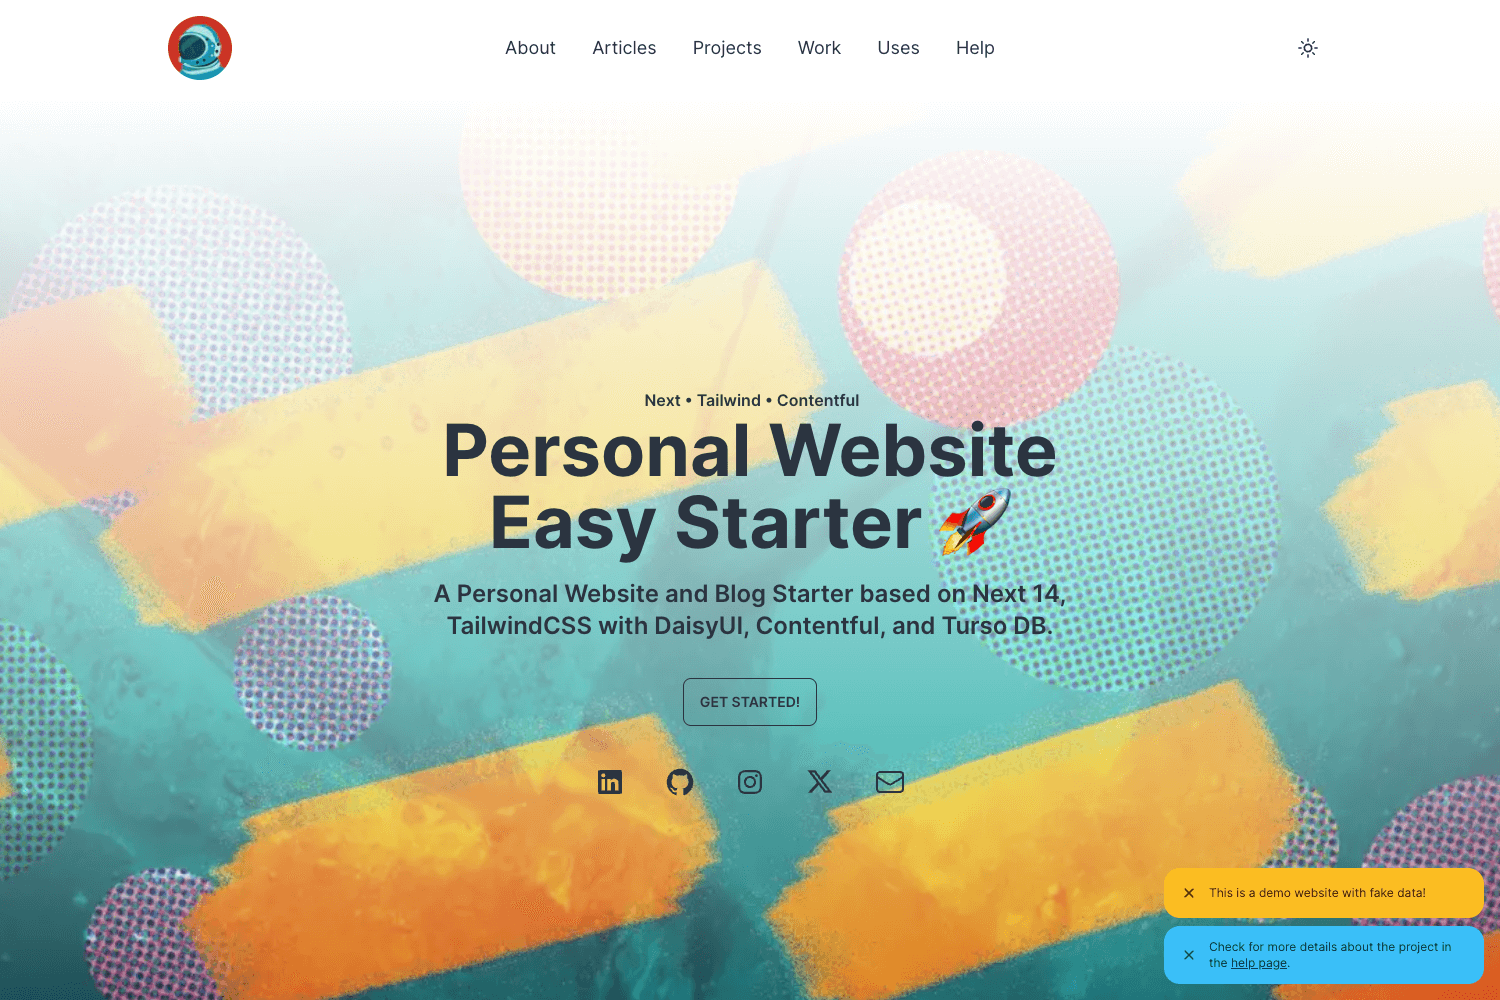 About Articles Projects Work Uses Help
Next • Tailwind • Contentful
Personal Website
Easy Starter 🚀
A Personal Website and Blog Starter based on Next 14,
TailwindCSS with DaisyUI, Contentful, and Turso DB.
GET STARTED!
This is a demo website with fake data!
Check for more details about the project in
the help page.